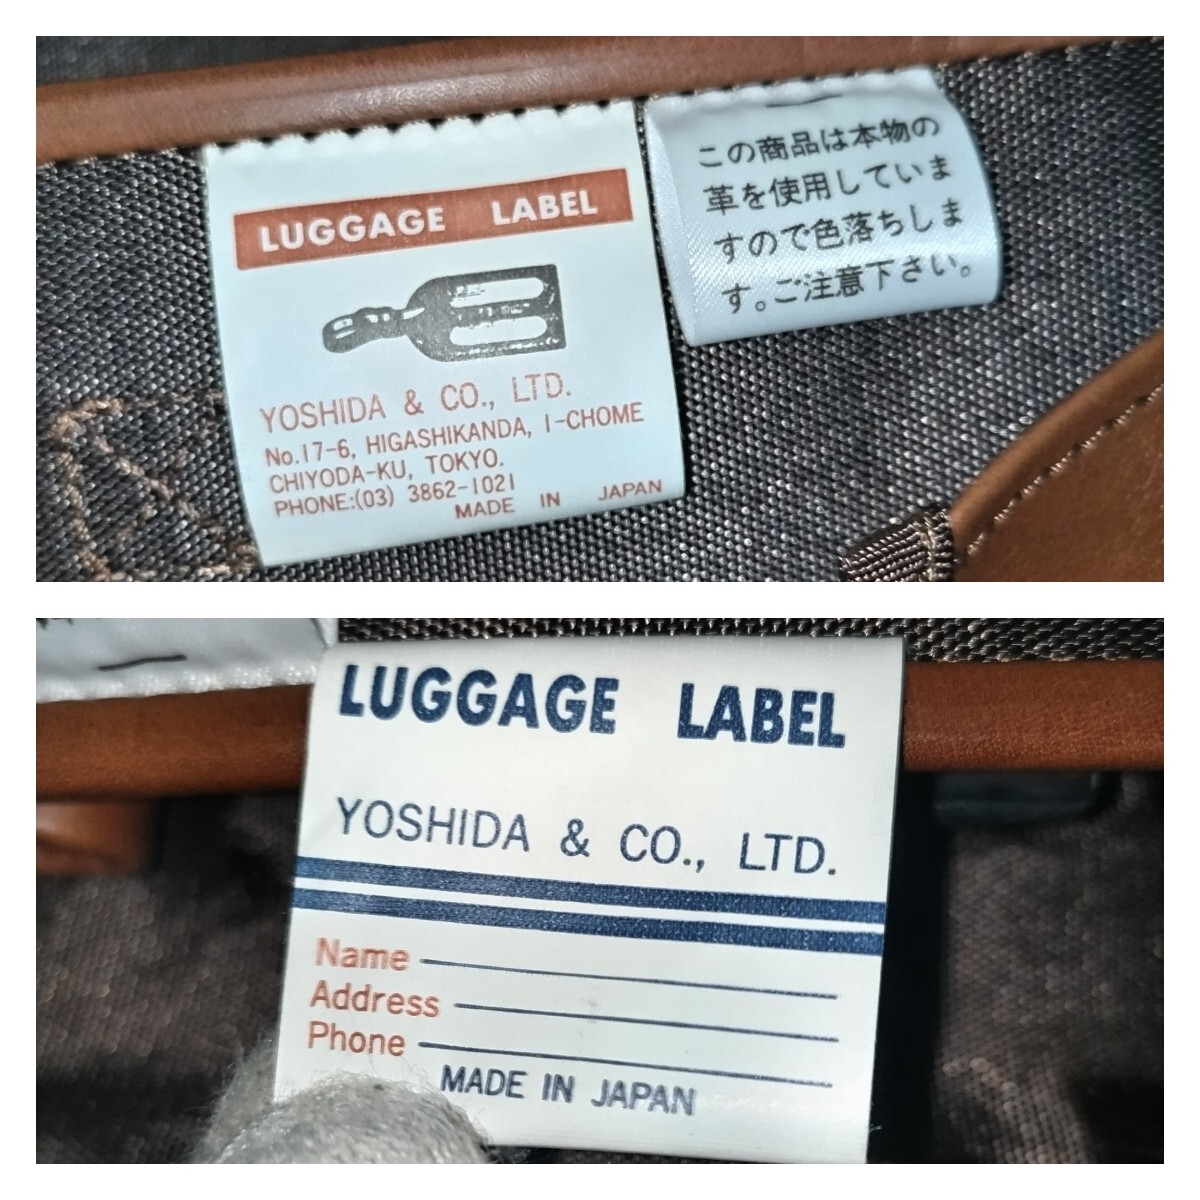 LUGGAGE LABEL
YOSHIDA & CO., LTD.
No.17-6, HIGASHIKANDA, 1-CHOME
CHIYODA-KU, TOKYO.
PHONE:(03) 3862-1021
MADE IN JAPAN
この商品は本物の
革を使用していま
すので色落ちしま
す。ご注意下さい。
LUGGAGE LABEL
YOSHIDA & CO., LTD.
Name
Address
Phone
MADE IN JAPAN